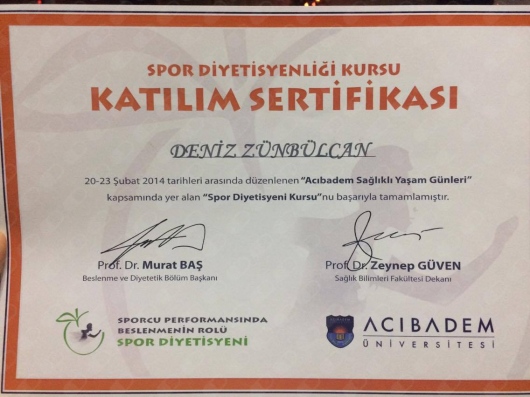 SPOR DİYETİSYENLİĞİ KURSU
KATILIM SERTİFİKASI
DENİZ ZÜNBÜLCAN
20-23 Şubat 2014 tarihleri arasında düzenlenen "Acıbadem Sağlıklı Yaşam Günleri"
kapsamında yer alan "Spor Diyetisyeni Kursu"nu başarıyla tamamlamıştır.
Prof. Dr. Murat BAŞ
Beslenme ve Diyetetik Bölüm Başkanı
Prof. Dr. Zeynep GÜVEN
Sağlık Bilimleri Fakültesi Dekanı
SPORCU PERFORMANSINDA
BESLENMENİN ROLÜ
SPOR DİYETİSYENİ
ACIBADEM
ÜNİVERSİTESİ